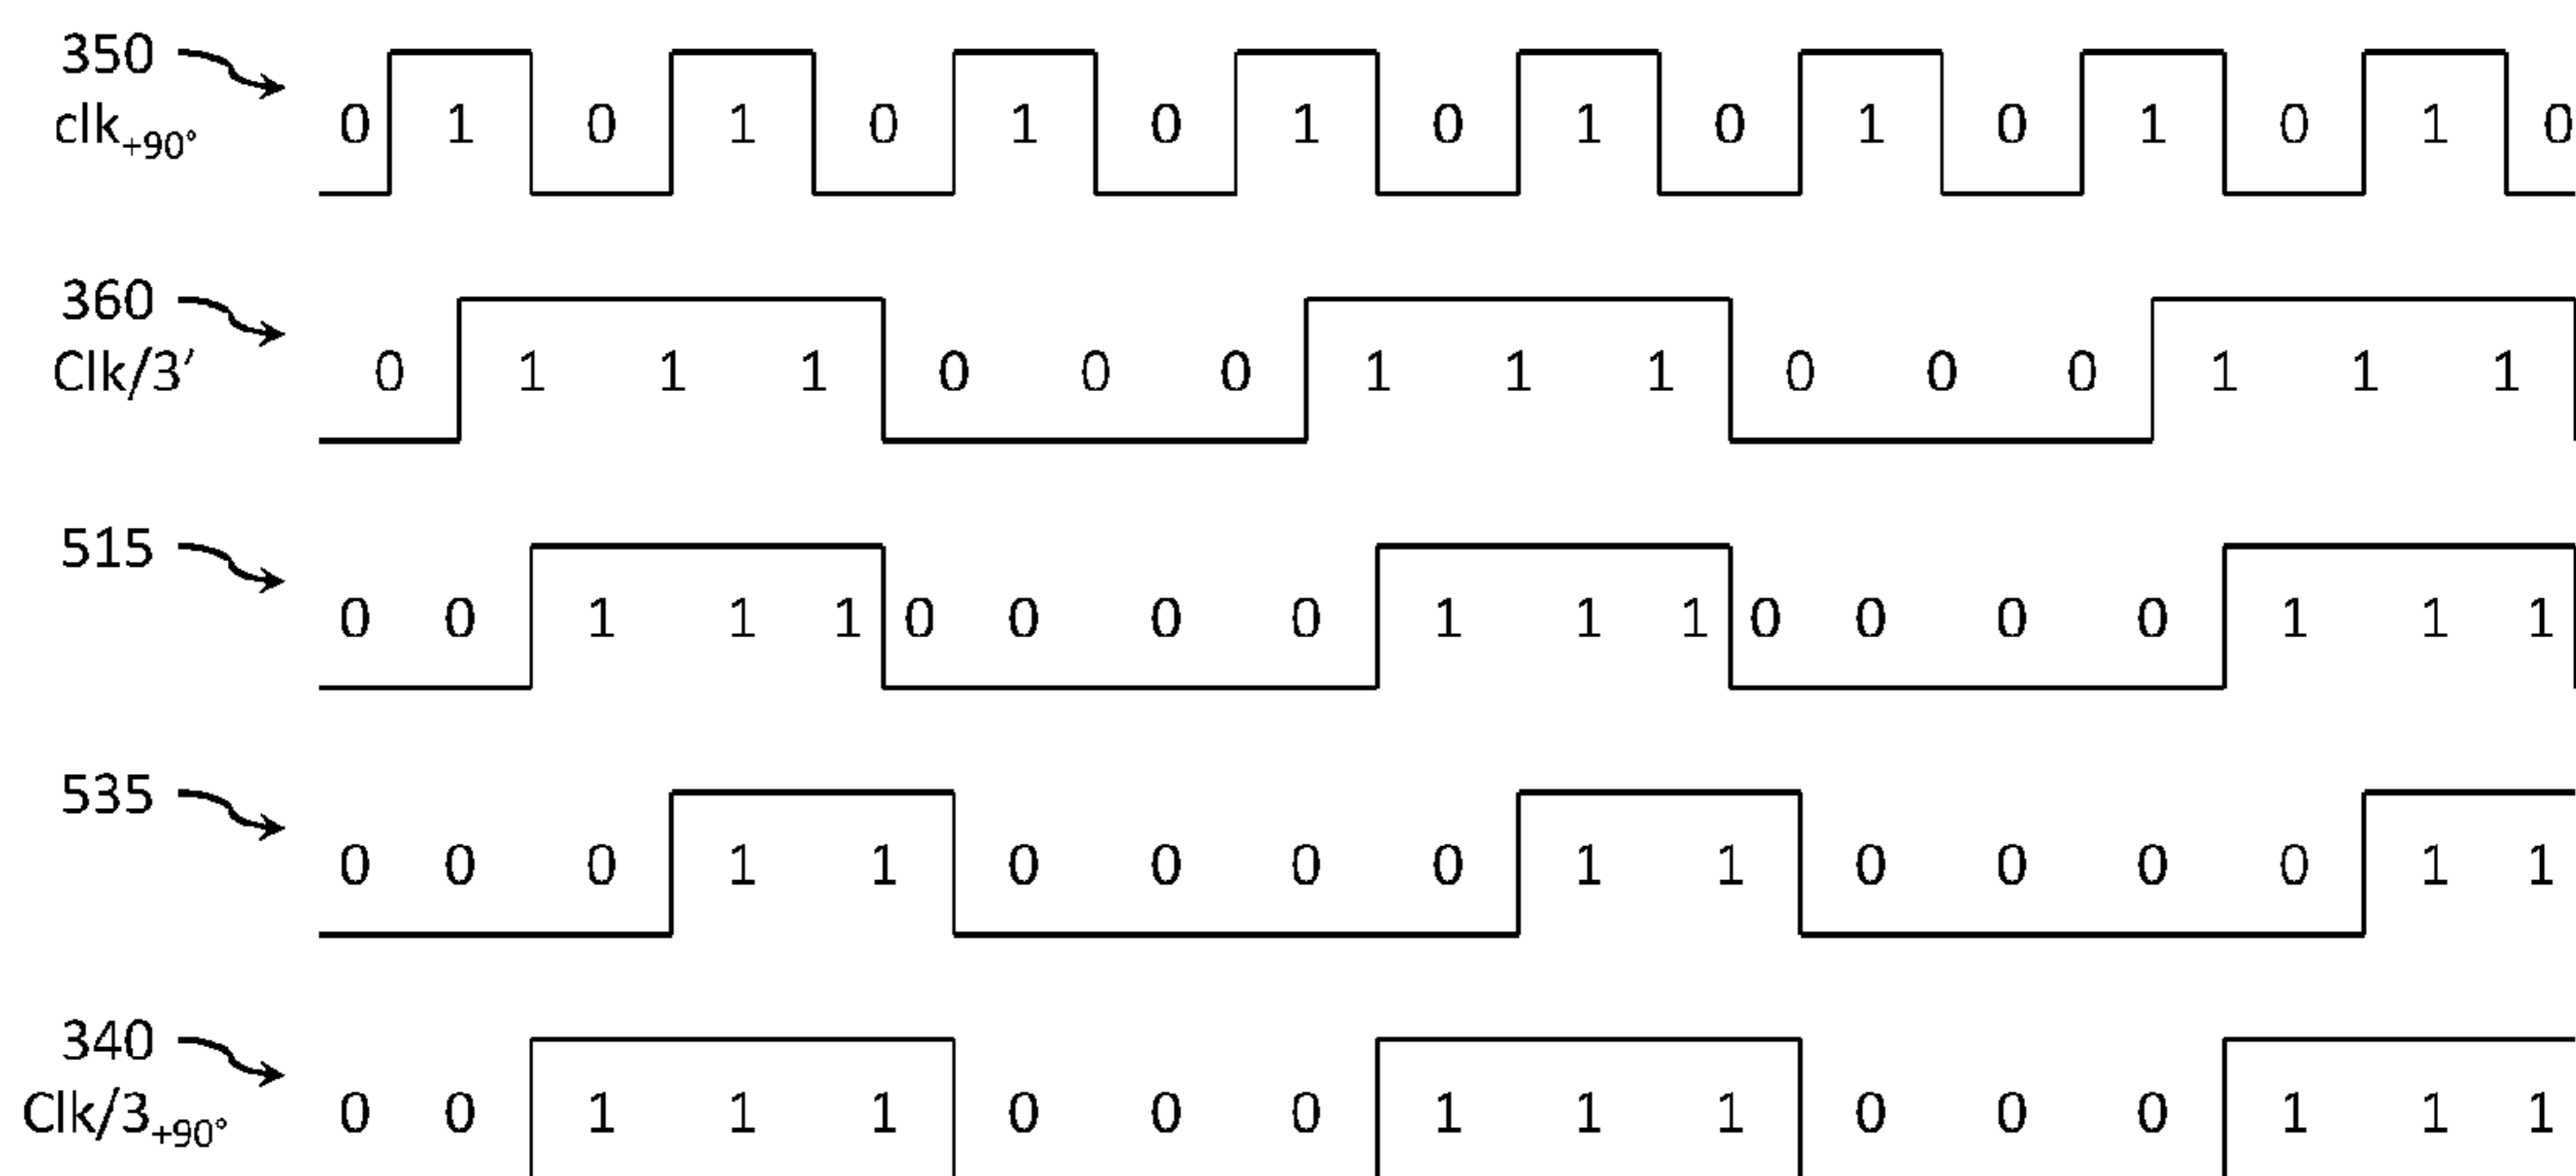 350
clk+90° 0 1 0 1 0 1 0 1 0 1 0 1 0 1 0 1 0
360
Clk/3′ 0 1 1 1 0 0 0 1 1 1 0 0 0 1 1 1
515
0 0 1 1 1 0 0 0 0 1 1 1 0 0 0 0 1 1 1
535
0 0 0 1 1 0 0 0 0 1 1 0 0 0 0 1 1
340
Clk/3+90° 0 0 1 1 1 0 0 0 1 1 1 0 0 0 1 1 1